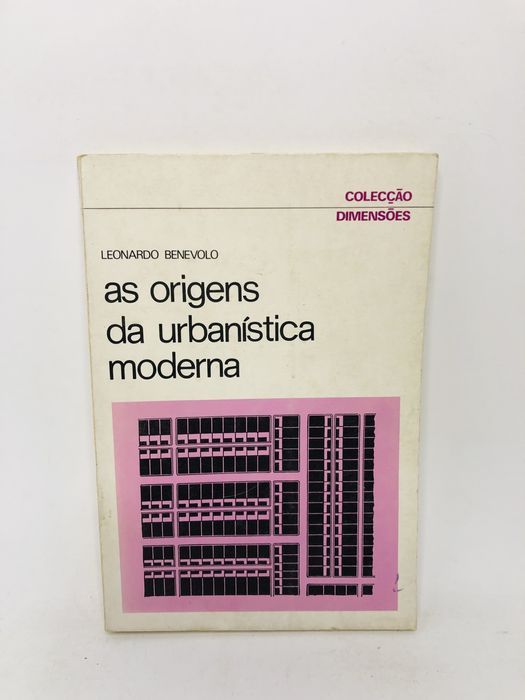 COLECÇÃO
DIMENSÕES
LEONARDO BENEVOLO
as origens
da urbanística
moderna